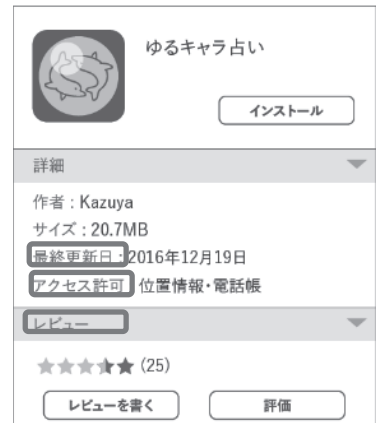 ゆるキャラ占い
インストール
詳細
作者：Kazuya
サイズ：20.7MB
最終更新日：2016年12月19日
アクセス許可 位置情報・電話帳
レビュー
★★★★★ (25)
レビューを書く 評価